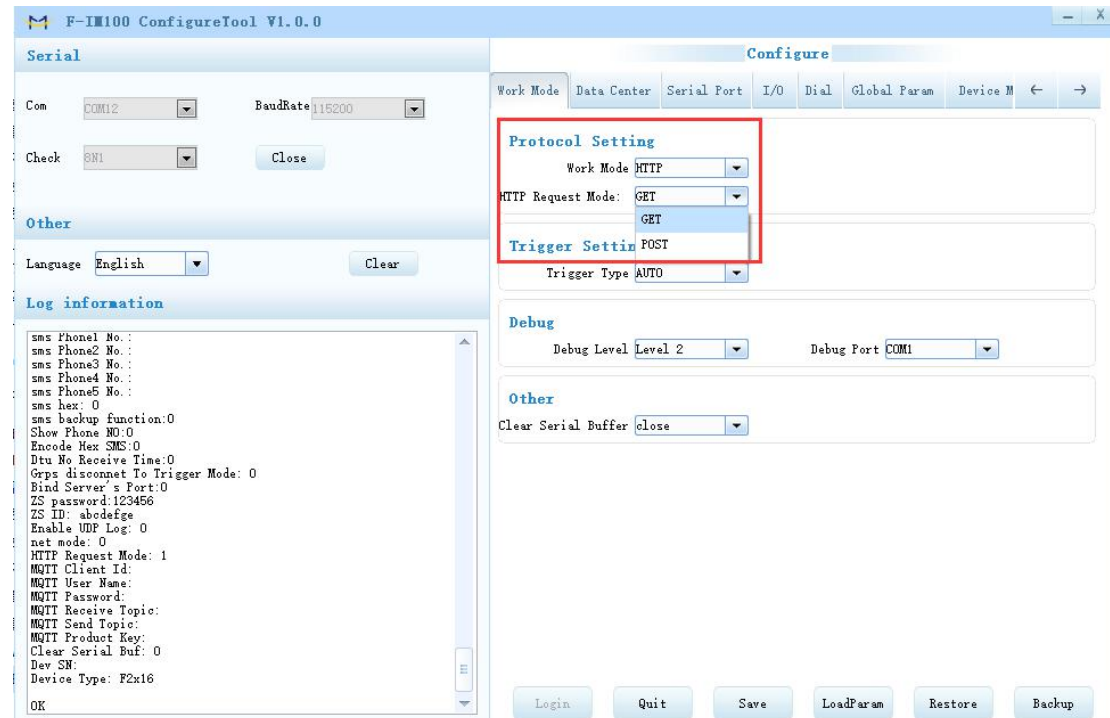 F-IM100 ConfigureTool V1.0.0
Serial
Com COM12 BaudRate 115200
Check 8N1 Close
Other
Language English Clear
Log information
sms Phone1 No.:
sms Phone2 No.:
sms Phone3 No.:
sms Phone4 No.:
sms Phone5 No.:
sms hex: 0
sms backup function:0
Show Phone NO:0
Encode Hex SMS:0
Dtu No Receive Time:0
Grps disconnet To Trigger Mode: 0
Bind Server's Port:0
ZS password:123456
ZS ID: abcdefge
Enable UDP Log: 0
net mode: 0
HTTP Request Mode: 1
MQTT Client Id:
MQTT User Name:
MQTT Password:
MQTT Receive Topic:
MQTT Send Topic:
MQTT Product Key:
Clear Serial Buf: 0
Dev SN:
Device Type: F2x16
OK
Configure
Work Mode Data Center Serial Port I/O Dial Global Param Device M ← →
Protocol Setting
Work Mode HTTP
HTTP Request Mode: GET
GET
POST
Trigger Settin
Trigger Type AUTO
Debug
Debug Level Level 2 Debug Port COM1
Other
Clear Serial Buffer close
Login Quit Save LoadParam Restore Backup